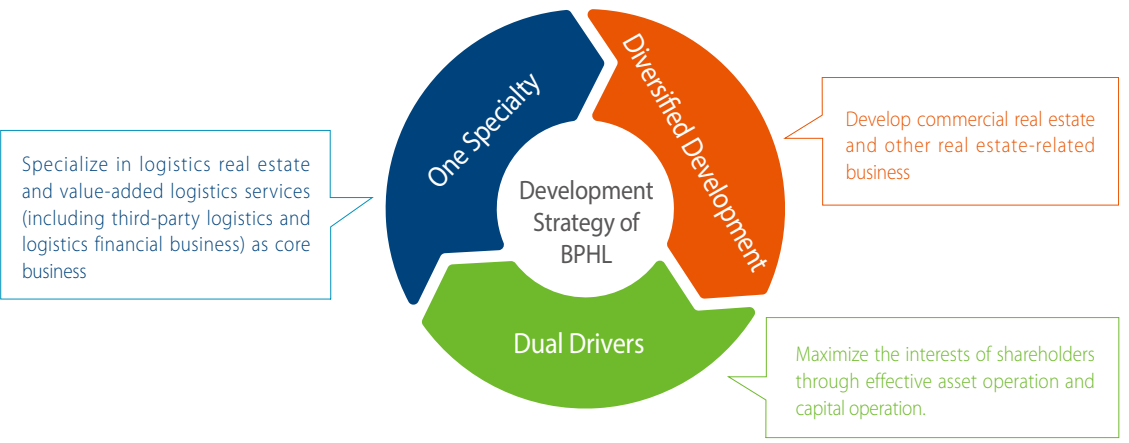 One Specialty
Diversified Development
Specialize in logistics real estate
and value-added logistics services
(including third-party logistics and
logistics financial business) as core
business
Development
Strategy of
BPHL
Develop commercial real estate
and other real estate-related
business
Dual Drivers
Maximize the interests of shareholders
through effective asset operation and
capital operation.